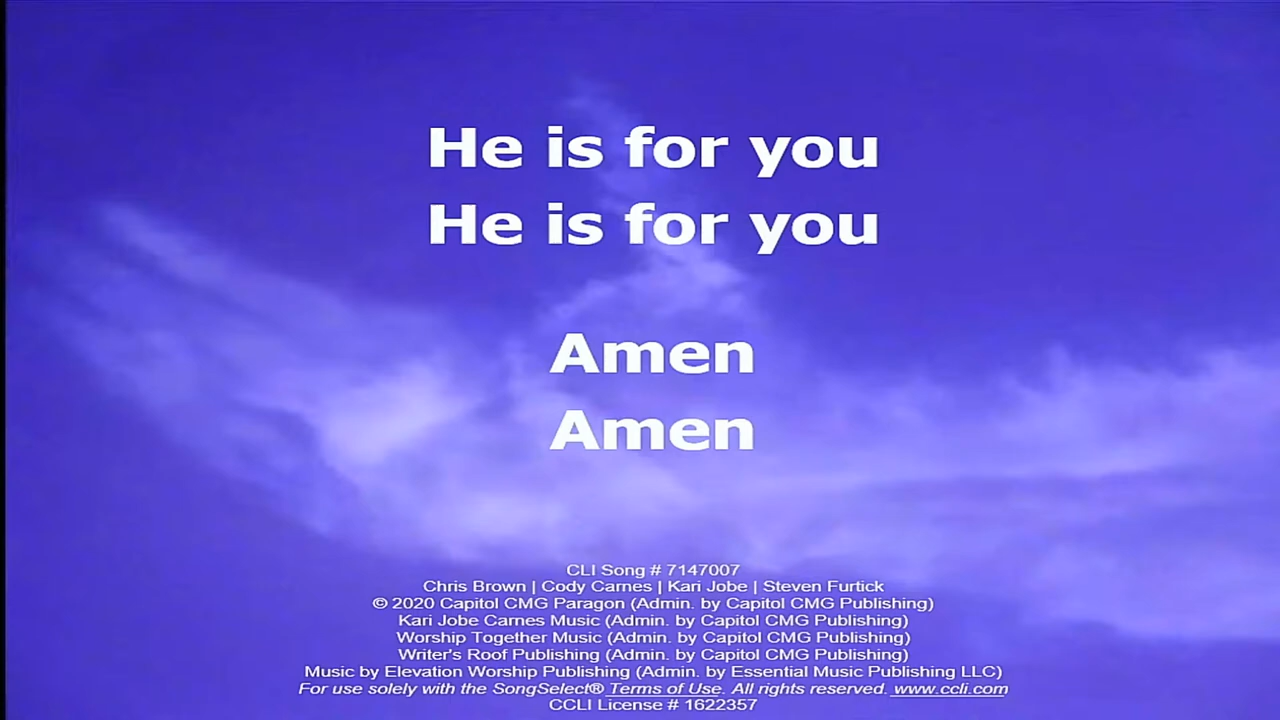 He is for you
He is for you
Amen
Amen
CLI Song # 7147007
Chris Brown | Cody Carnes | Kari Jobe | Steven Furtick
© 2020 Capitol CMG Paragon (Admin. by Capitol CMG Publishing)
Kari Jobe Carnes Music (Admin. by Capitol CMG Publishing)
Worship Together Music (Admin. by Capitol CMG Publishing)
Writer's Roof Publishing (Admin. by Capitol CMG Publishing)
Music by Elevation Worship Publishing (Admin. by Essential Music Publishing LLC)
For use solely with the SongSelect® Terms of Use. All rights reserved. www.ccli.com
CCLI License # 1622357